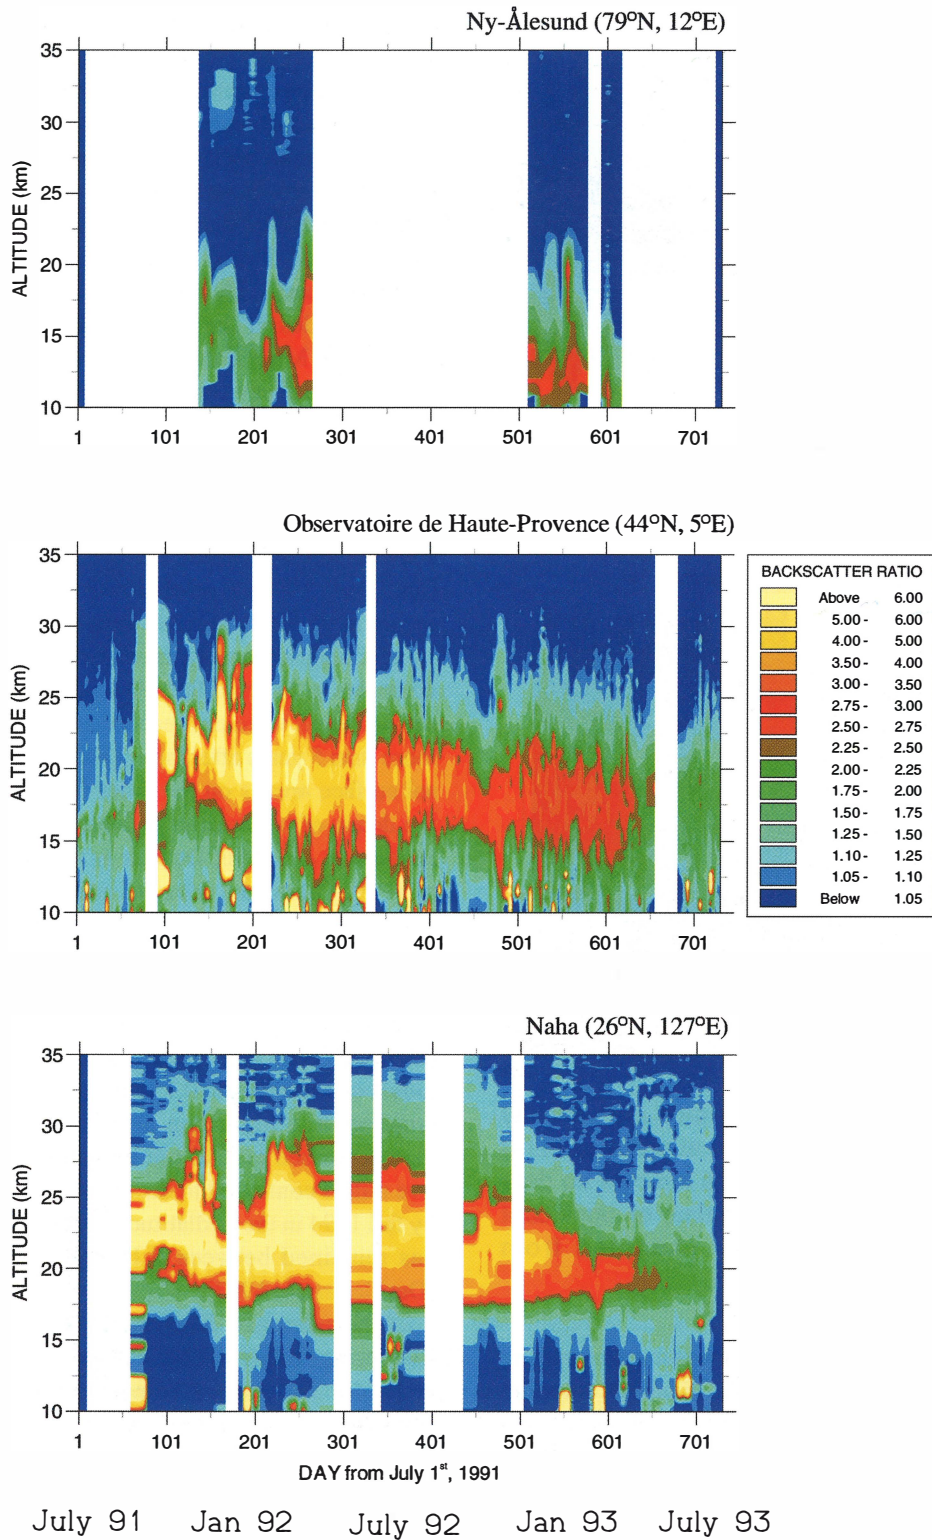 Ny-Ålesund (79°N, 12°E)
35
30
25
20
15
10
ALTITUDE (km)
1 101 201 301 401 501 601 701
Observatoire de Haute-Provence (44°N, 5°E)
35
30
25
20
15
10
ALTITUDE (km)
1 101 201 301 401 501 601 701
BACKSCATTER RATIO
Above 6.00
5.00 - 6.00
4.00 - 5.00
3.50 - 4.00
3.00 - 3.50
2.75 - 3.00
2.50 - 2.75
2.25 - 2.50
2.00 - 2.25
1.75 - 2.00
1.50 - 1.75
1.25 - 1.50
1.10 - 1.25
1.05 - 1.10
Below 1.05
Naha (26°N, 127°E)
35
30
25
20
15
10
ALTITUDE (km)
1 101 201 301 401 501 601 701
DAY from July 1st, 1991
July 91 Jan 92 July 92 Jan 93 July 93